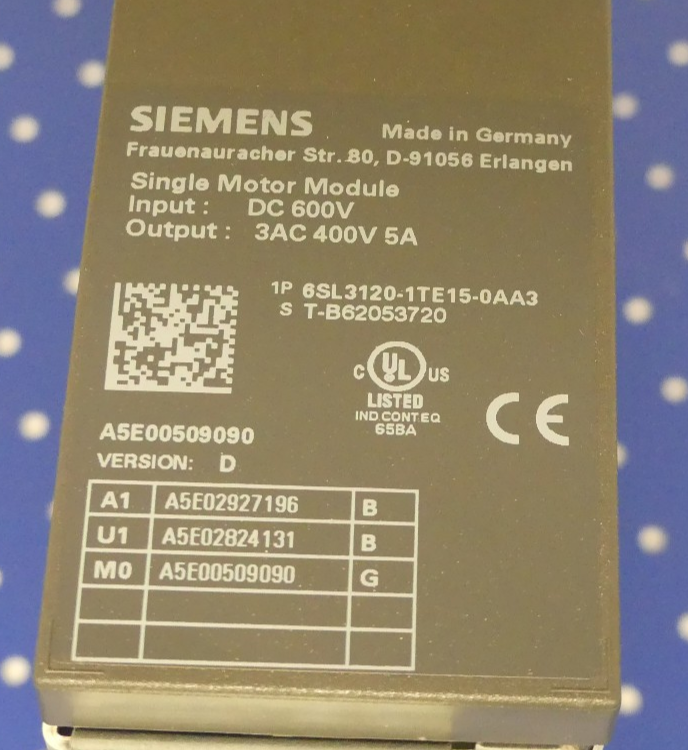 SIEMENS Made in Germany
Frauenauracher Str. 80, D-91056 Erlangen
Single Motor Module
Input : DC 600V
Output : 3AC 400V 5A
1P 6SL3120-1TE15-0AA3
S T-B62053720
C UL US
LISTED
IND CONT EQ
65BA
CE
A5E00509090
VERSION: D
A1 A5E02927196 B
U1 A5E02824131 B
M0 A5E00509090 G